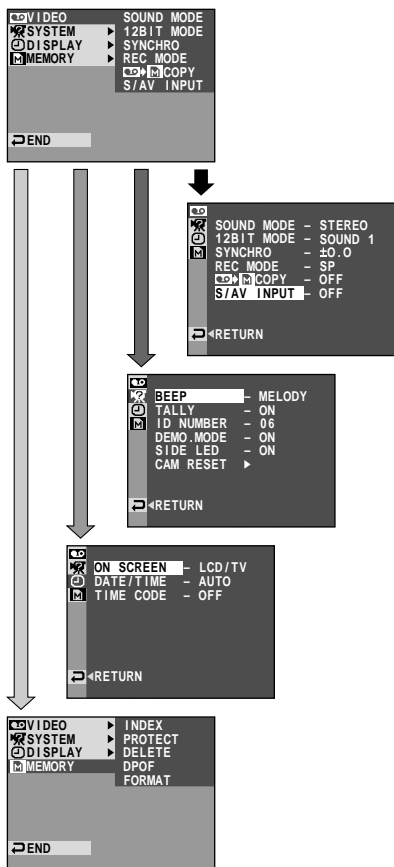 VIDEO SOUND MODE
SYSTEM 12BIT MODE
DISPLAY SYNCHRO
MEMORY REC MODE
M COPY
S/AV INPUT
END
SOUND MODE – STEREO
12BIT MODE – SOUND 1
M SYNCHRO – ±0.0
REC MODE – SP
M COPY – OFF
S/AV INPUT – OFF
RETURN
BEEP – MELODY
TALLY – ON
M ID NUMBER – 06
DEMO.MODE – ON
SIDE LED – ON
CAM RESET
RETURN
ON SCREEN – LCD/TV
DATE/TIME – AUTO
M TIME CODE – OFF
RETURN
VIDEO INDEX
SYSTEM PROTECT
DISPLAY DELETE
M MEMORY DPOF
FORMAT
END